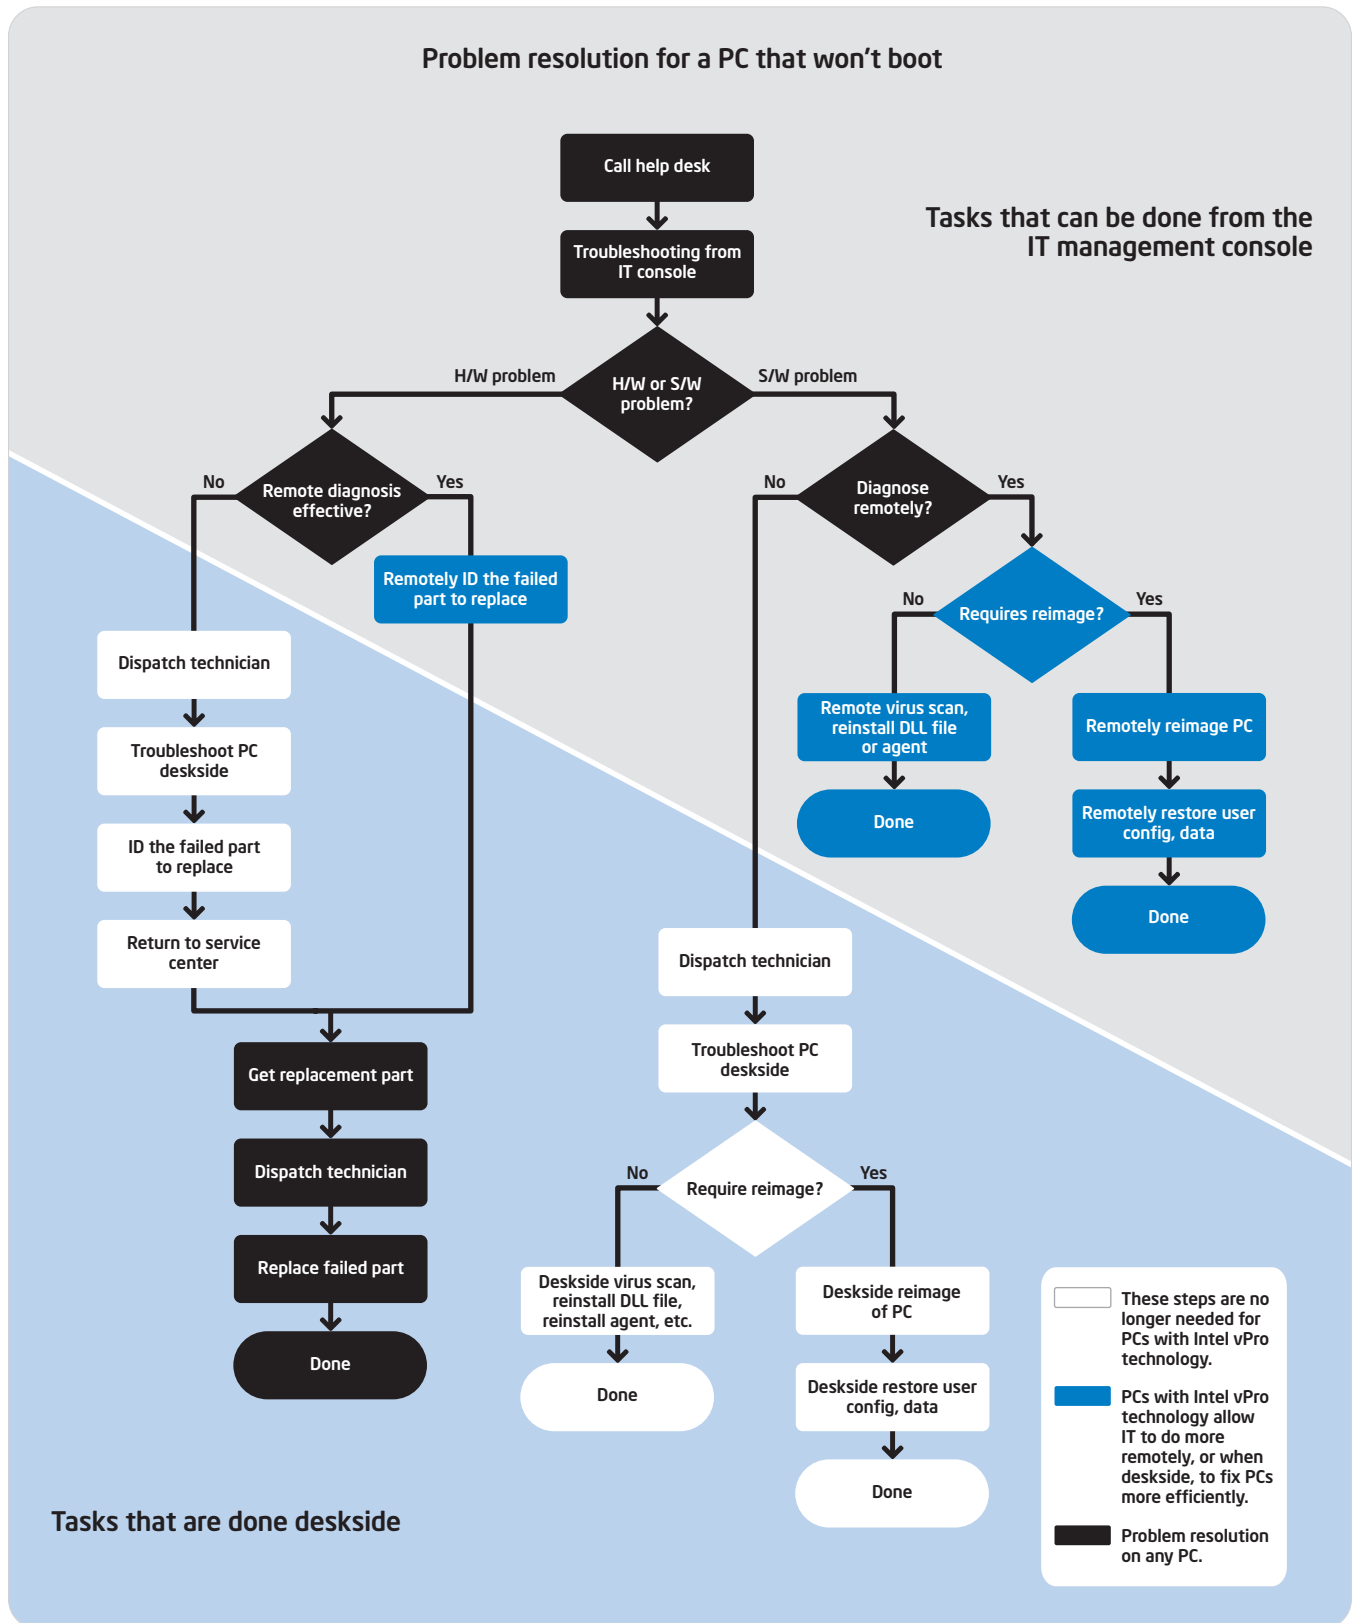 Problem resolution for a PC that won't boot
Call help desk
Tasks that can be done from the
IT management console
Troubleshooting from
IT console
H/W problem
H/W or S/W
problem?
S/W problem
No
Remote diagnosis
effective?
Yes
No
Diagnose
remotely?
Yes
Remotely ID the failed
part to replace
No
Requires reimage?
Yes
Dispatch technician
Remote virus scan,
reinstall DLL file
or agent
Remotely reimage PC
Troubleshoot PC
deskside
Done
Remotely restore user
config, data
ID the failed part
to replace
Done
Return to service
center
Dispatch technician
Troubleshoot PC
deskside
Get replacement part
Dispatch technician
No
Require reimage?
Yes
Replace failed part
Deskside virus scan,
reinstall DLL file,
reinstall agent, etc.
Deskside reimage
of PC
Done
Done
Deskside restore user
config, data
Done
These steps are no
longer needed for
PCs with Intel vPro
technology.
PCs with Intel vPro
technology allow
IT to do more
remotely, or when
deskside, to fix PCs
more efficiently.
Problem resolution
on any PC.
Tasks that are done deskside